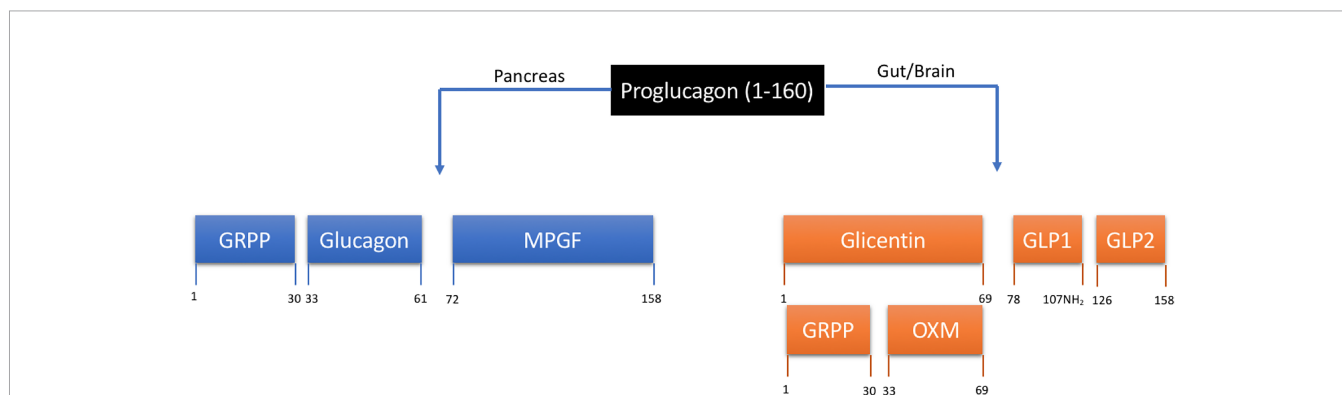 Proglucagon (1-160)
Pancreas
Gut/Brain
GRPP
Glucagon
MPGF
1
30
33
61
72
158
Glicentin
GLP1
GLP2
1
69
78
107NH₂
126
158
GRPP
OXM
1
30
33
69